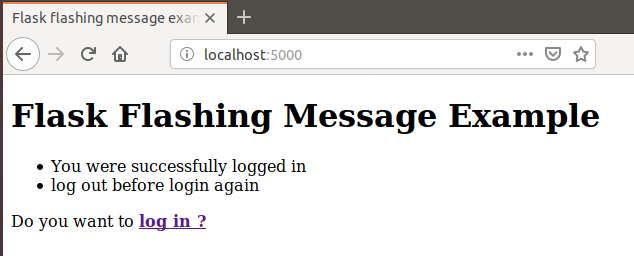 Flask flashing message exan
localhost:5000
Flask Flashing Message Example
You were successfully logged in
log out before login again
Do you want to log in ?